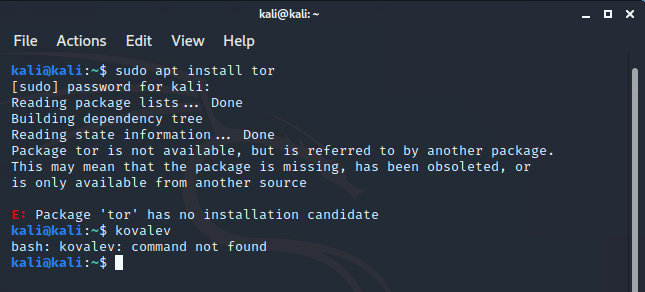 kali@kali: ~
File Actions Edit View Help
kali@kali:~$ sudo apt install tor
[sudo] password for kali:
Reading package lists... Done
Building dependency tree
Reading state information... Done
Package tor is not available, but is referred to by another package.
This may mean that the package is missing, has been obsoleted, or
is only available from another source
E: Package 'tor' has no installation candidate
kali@kali:~$ kovalev
bash: kovalev: command not found
kali@kali:~$